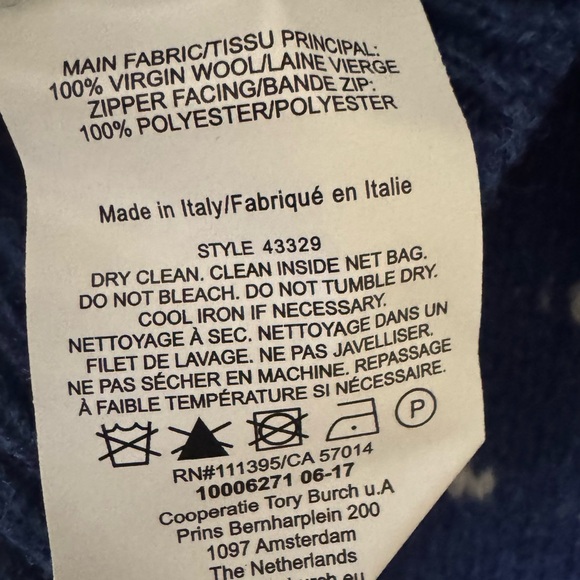 MAIN FABRIC/TISSU PRINCIPAL:
100% VIRGIN WOOL/LAINE VIERGE
ZIPPER FACING/BANDE ZIP:
100% POLYESTER/POLYESTER
Made in Italy/Fabriqué en Italie
STYLE 43329
DRY CLEAN. CLEAN INSIDE NET BAG.
DO NOT BLEACH. DO NOT TUMBLE DRY.
COOL IRON IF NECESSARY.
NETTOYAGE À SEC. NETTOYAGE DANS UN
FILET DE LAVAGE. NE PAS JAVELLISER.
NE PAS SÉCHER EN MACHINE. REPASSAGE
À FAIBLE TEMPÉRATURE SI NÉCESSAIRE.
P
RN#111395/CA 57014
10006271 06-17
Cooperatie Tory Burch u.A
Prins Bernharplein 200
1097 Amsterdam
The Netherlands